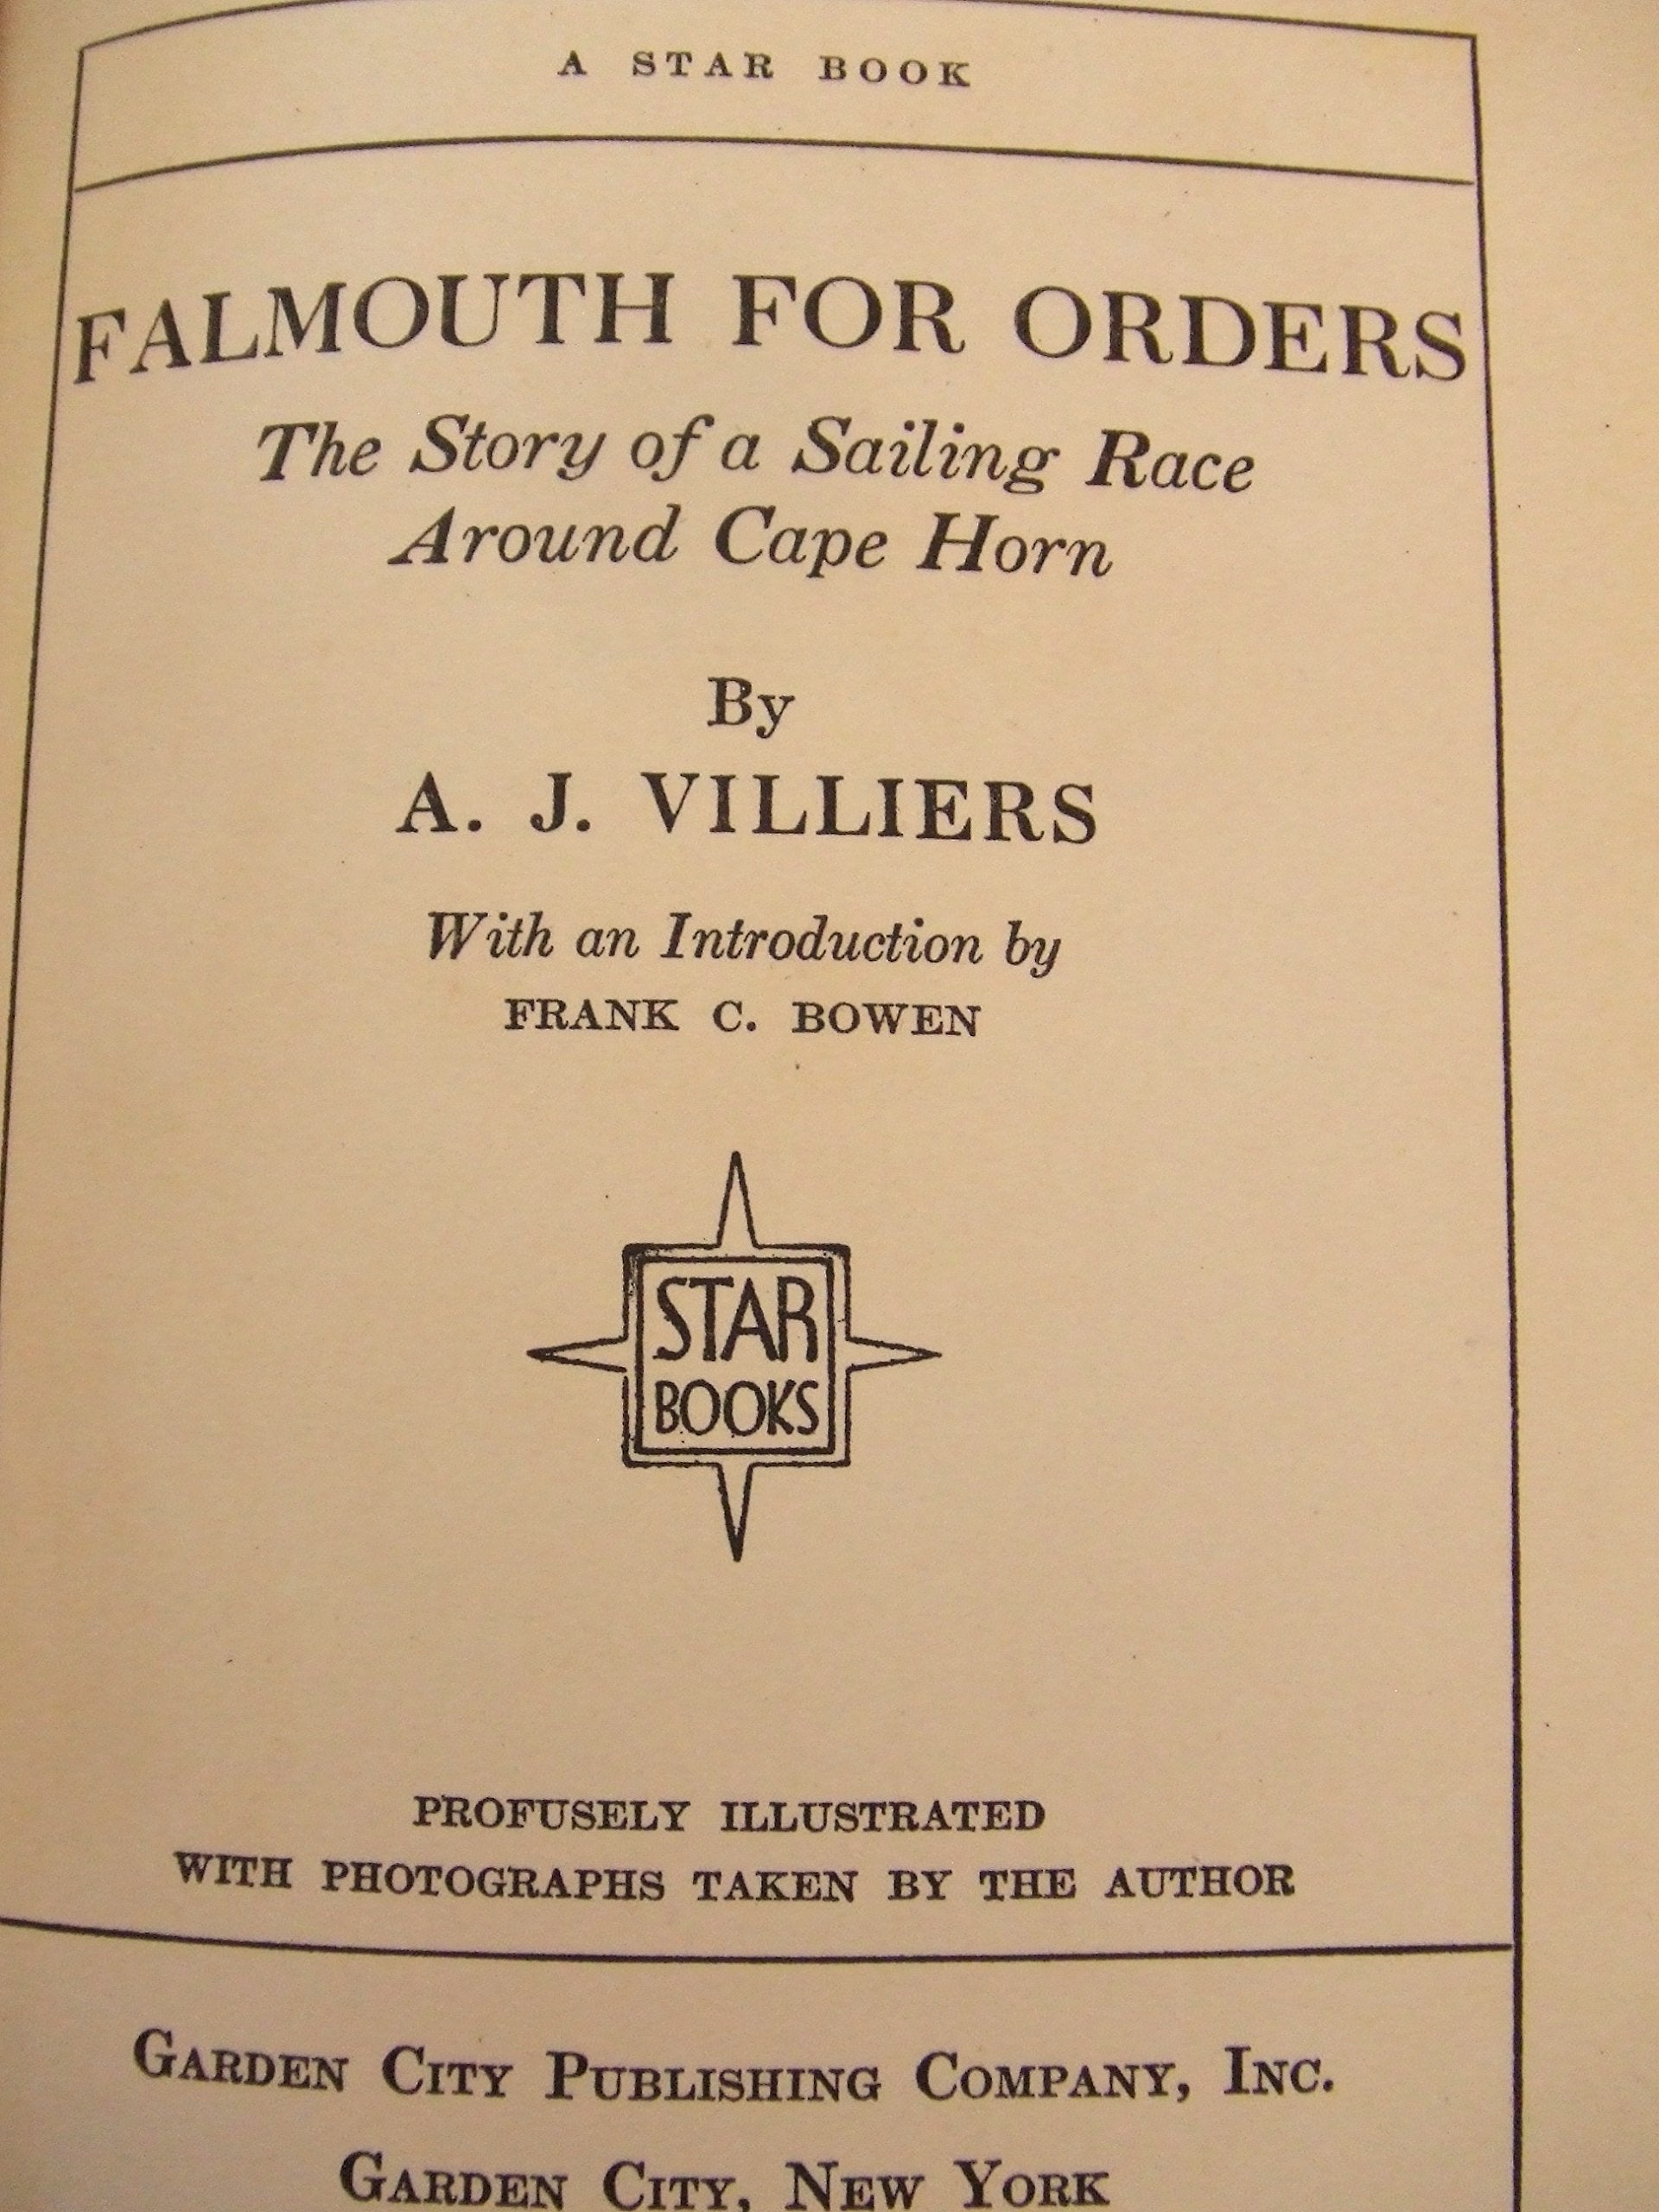 A STAR BOOK
FALMOUTH FOR ORDERS
The Story of a Sailing Race
Around Cape Horn
By
A. J. VILLIERS
With an Introduction by
FRANK C. BOWEN
STAR
BOOKS
PROFUSELY ILLUSTRATED
WITH PHOTOGRAPHS TAKEN BY THE AUTHOR
GARDEN CITY PUBLISHING COMPANY, INC.
GARDEN CITY, NEW YORK